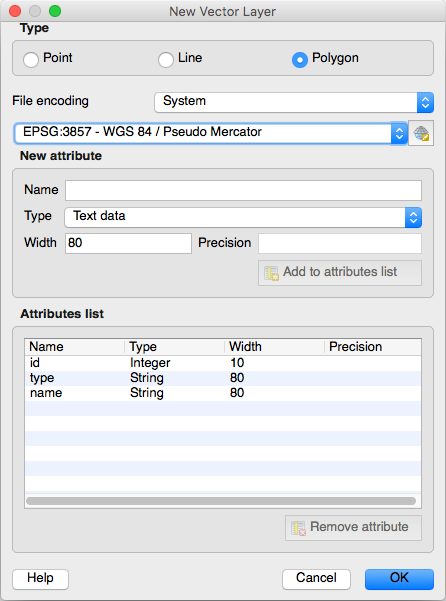 New Vector Layer
Type
Point Line Polygon
File encoding System
EPSG:3857 - WGS 84 / Pseudo Mercator
New attribute
Name
Type Text data
Width 80 Precision
Add to attributes list
Attributes list
Name Type Width Precision
id Integer 10
type String 80
name String 80
Remove attribute
Help Cancel OK